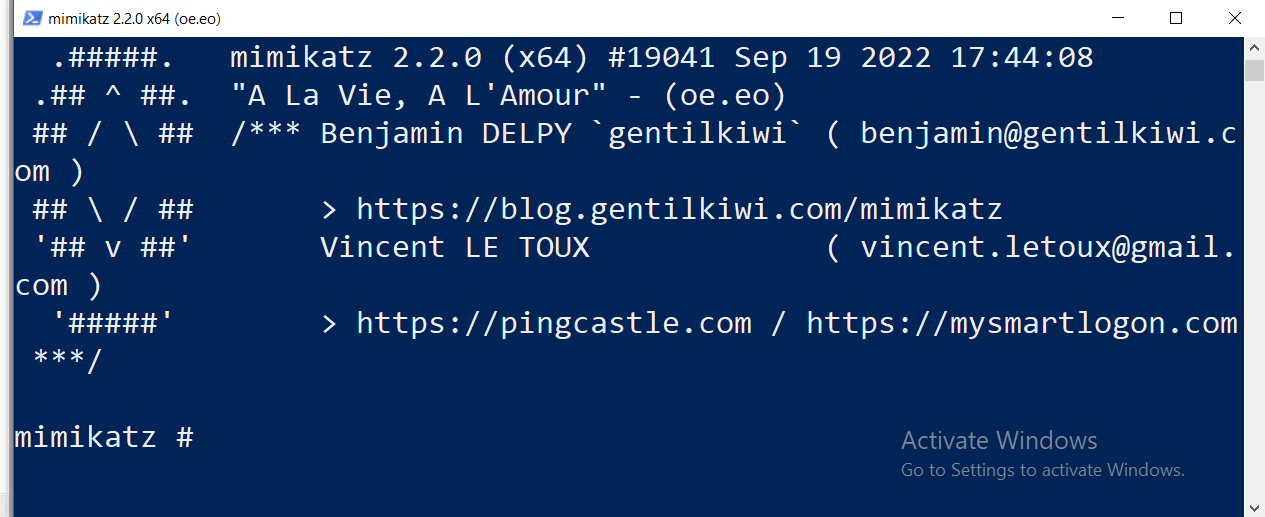 mimikatz 2.2.0 x64 (oe.eo)
  .#####.   mimikatz 2.2.0 (x64) #19041 Sep 19 2022 17:44:08
 .## ^ ##.  "A La Vie, A L'Amour" - (oe.eo)
 ## / \ ##  /*** Benjamin DELPY `gentilkiwi` ( benjamin@gentilkiwi.c
om )
 ## \ / ##       > https://blog.gentilkiwi.com/mimikatz
 '## v ##'       Vincent LE TOUX             ( vincent.letoux@gmail.
com )
  '#####'        > https://pingcastle.com / https://mysmartlogon.com
 ***/
mimikatz #
Activate Windows
Go to Settings to activate Windows.